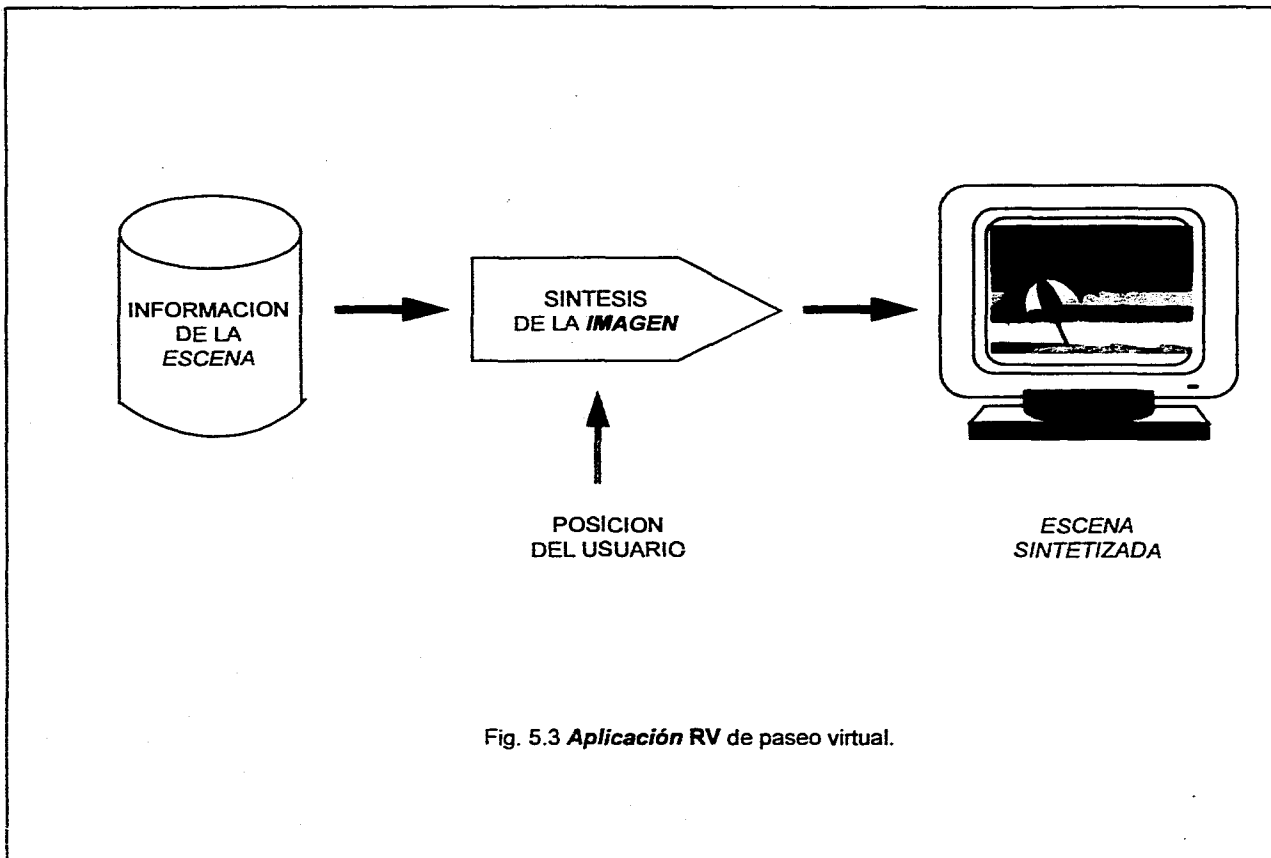 INFORMACION
DE LA
ESCENA
SINTESIS
DE LA IMAGEN
POSICION
DEL USUARIO
ESCENA
SINTETIZADA
Fig. 5.3 Aplicación RV de paseo virtual.